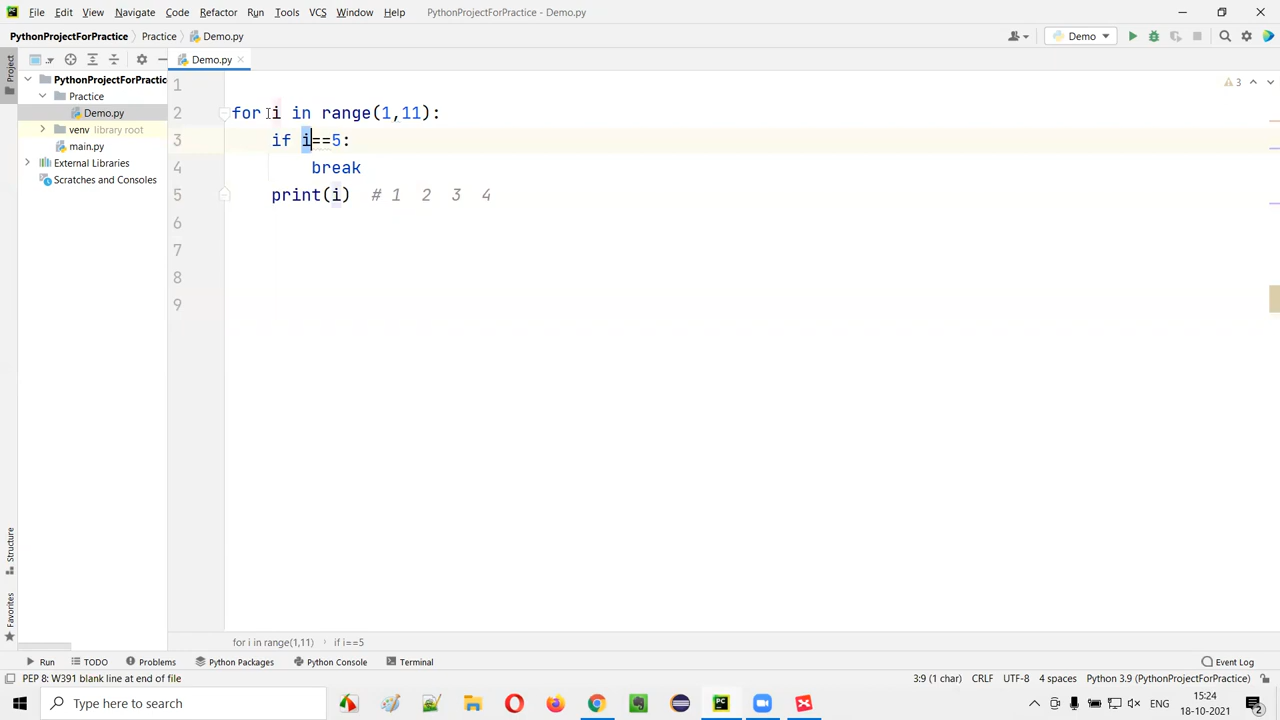 File Edit View Navigate Code Refactor Run Tools VCS Window Help PythonProjectForPractice - Demo.py
PythonProjectForPractice Practice Demo.py Demo
Project Demo.py
PythonProjectForPractic
Practice
Demo.py
venv library root
main.py
External Libraries
Scratches and Consoles
1
2 for i in range(1,11):
3 if i==5:
4 break
5 print(i) # 1 2 3 4
6
7
8
9
3
Structure
Favorites
for i in range(1,11) › if i==5
Run TODO Problems Python Packages Python Console Terminal Event Log
PEP 8: W391 blank line at end of file 3:9 (1 char) CRLF UTF-8 4 spaces Python 3.9 (PythonProjectForPractice)
Type here to search ENG 15:24
18-10-2021 2